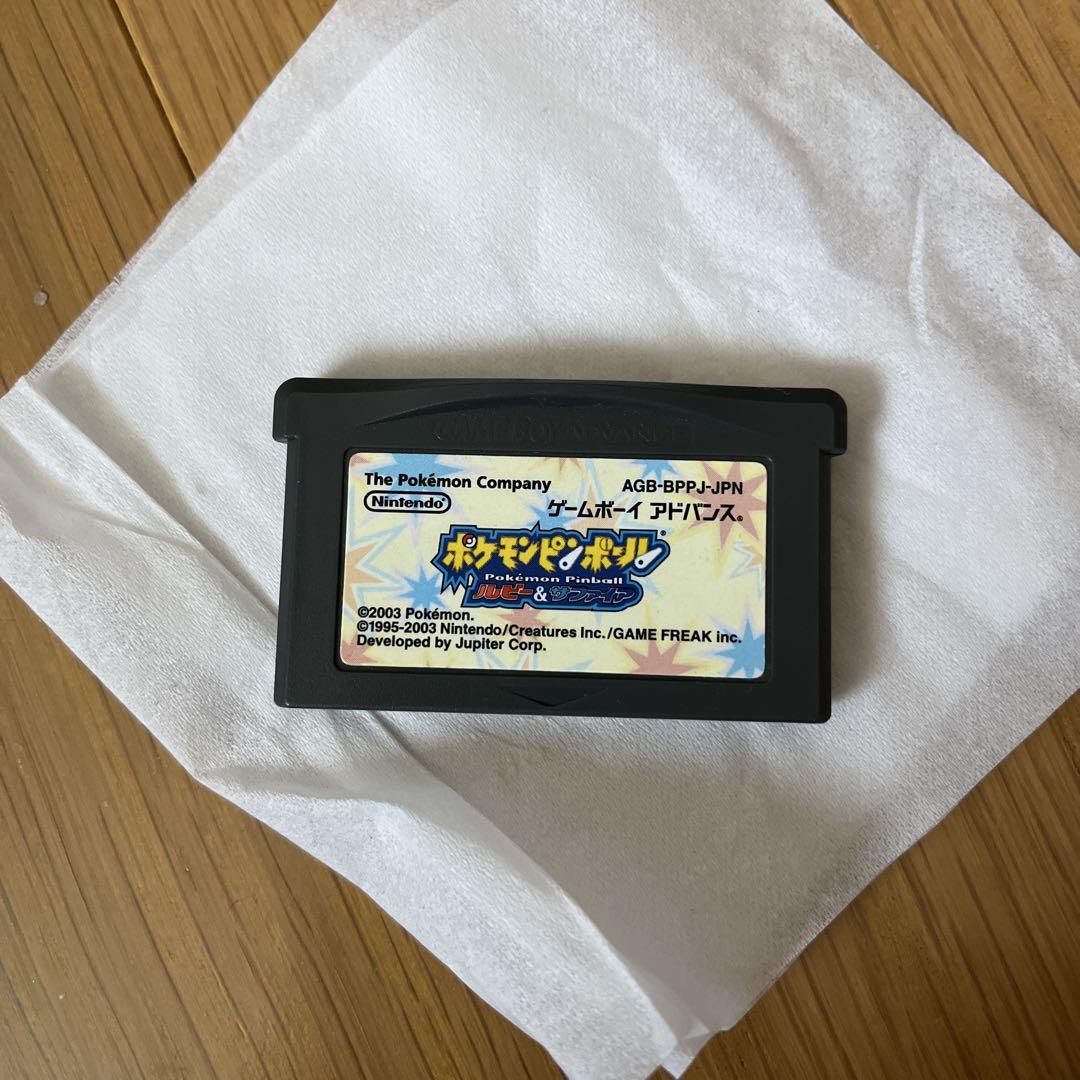 GAME BOY ADVANCE
The Pokémon Company
AGB-BPPJ-JPN
Nintendo®
ゲームボーイ アドバンス®
ポケモンピンボール®
Pokémon Pinball
ルビー&サファイア
©2003 Pokémon.
©1995-2003 Nintendo/Creatures Inc./GAME FREAK inc.
Developed by Jupiter Corp.